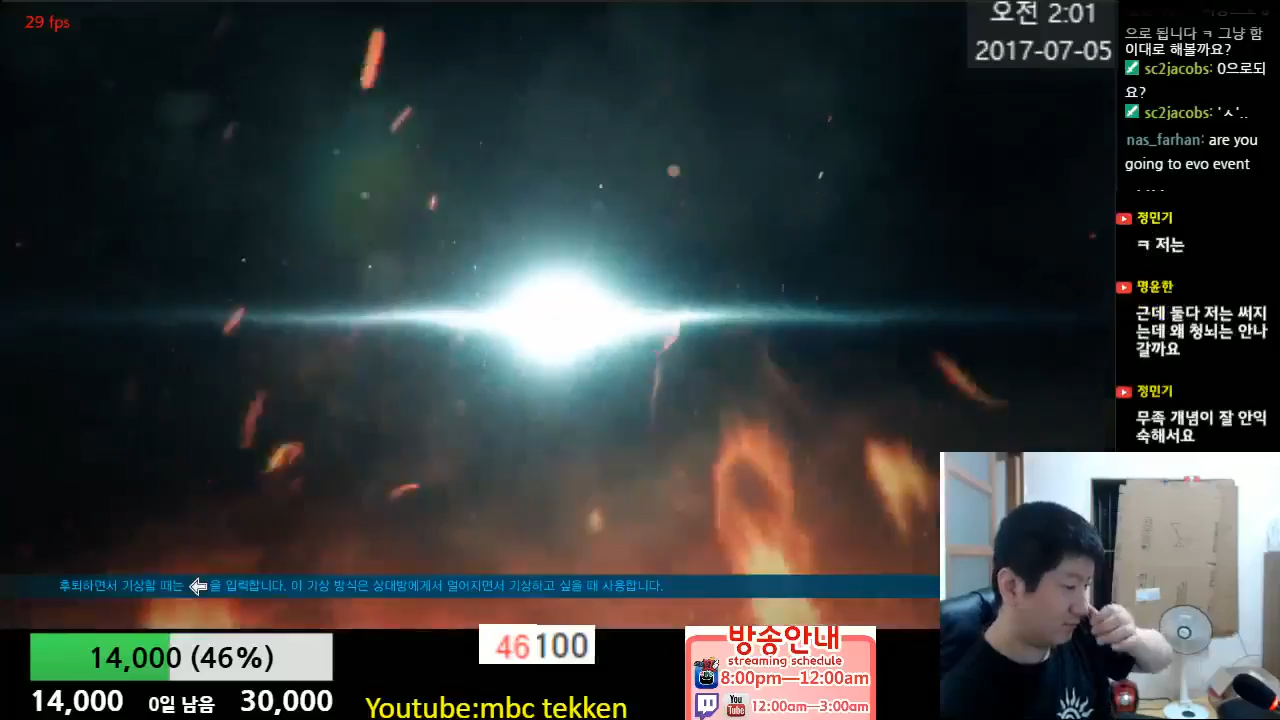 29 fps
오전 2:01
2017-07-05
으로 됩니다 ㅋ 그냥 함
이대로 해볼까요?
sc2jacobs: 0으로되
요?
sc2jacobs: 'ㅅ'..
nas_farhan: are you
going to evo event
정민기
ㅋ 저는
명윤한
근데 둘다 저는 써지
는데 왜 청뇌는 안나
갈까요
정민기
무족 개념이 잘 안익
숙해서요
후퇴하면서 기상할 때는 을 입력합니다. 이 기상 방식은 상대방에게서 멀어지면서 기상하고 싶을 때 사용합니다.
14,000 (46%)
14,000 0일 남음 30,000
46 100
Youtube:mbc tekken
방송안내
streaming schedule
8:00pm—12:00am
You Tube 12:00am—3:00am